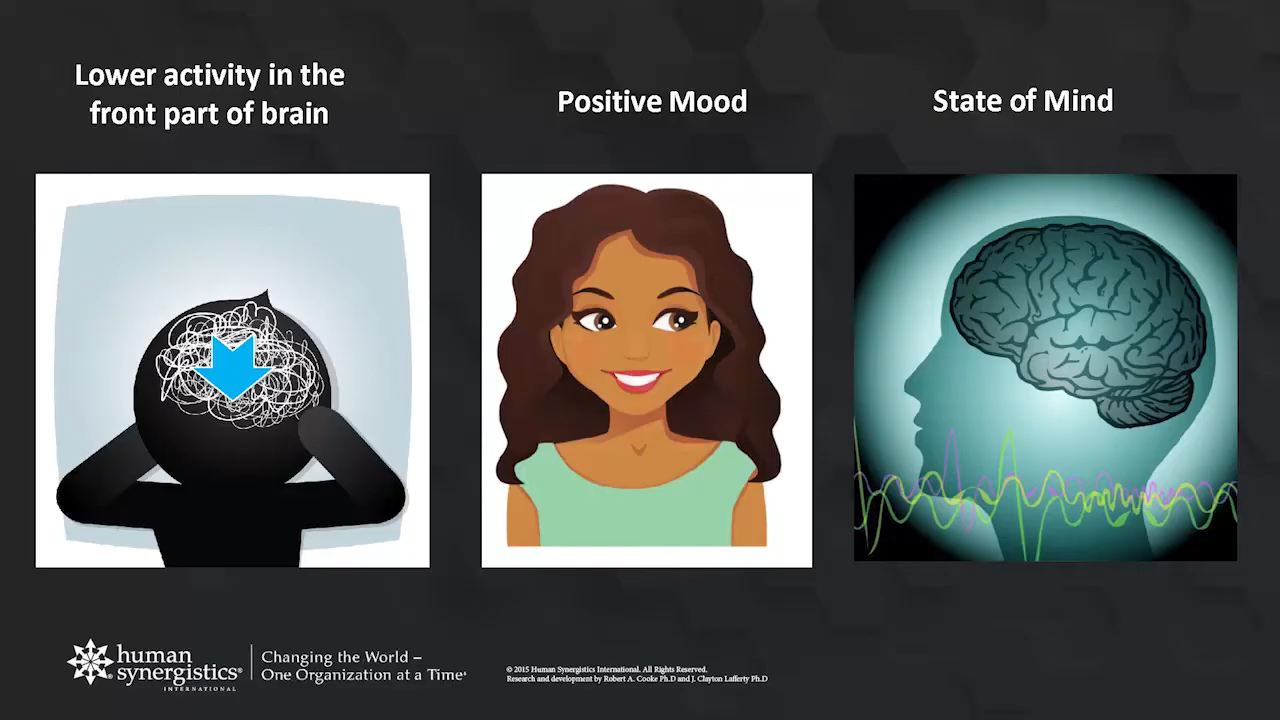 Lower activity in the
front part of brain
Positive Mood
State of Mind
human
synergistics®
INTERNATIONAL
Changing the World –
One Organization at a Time
© 2015 Human Synergistics International. All Rights Reserved.
Research and development by Robert A. Cooke Ph.D and J. Clayton Lafferty Ph.D